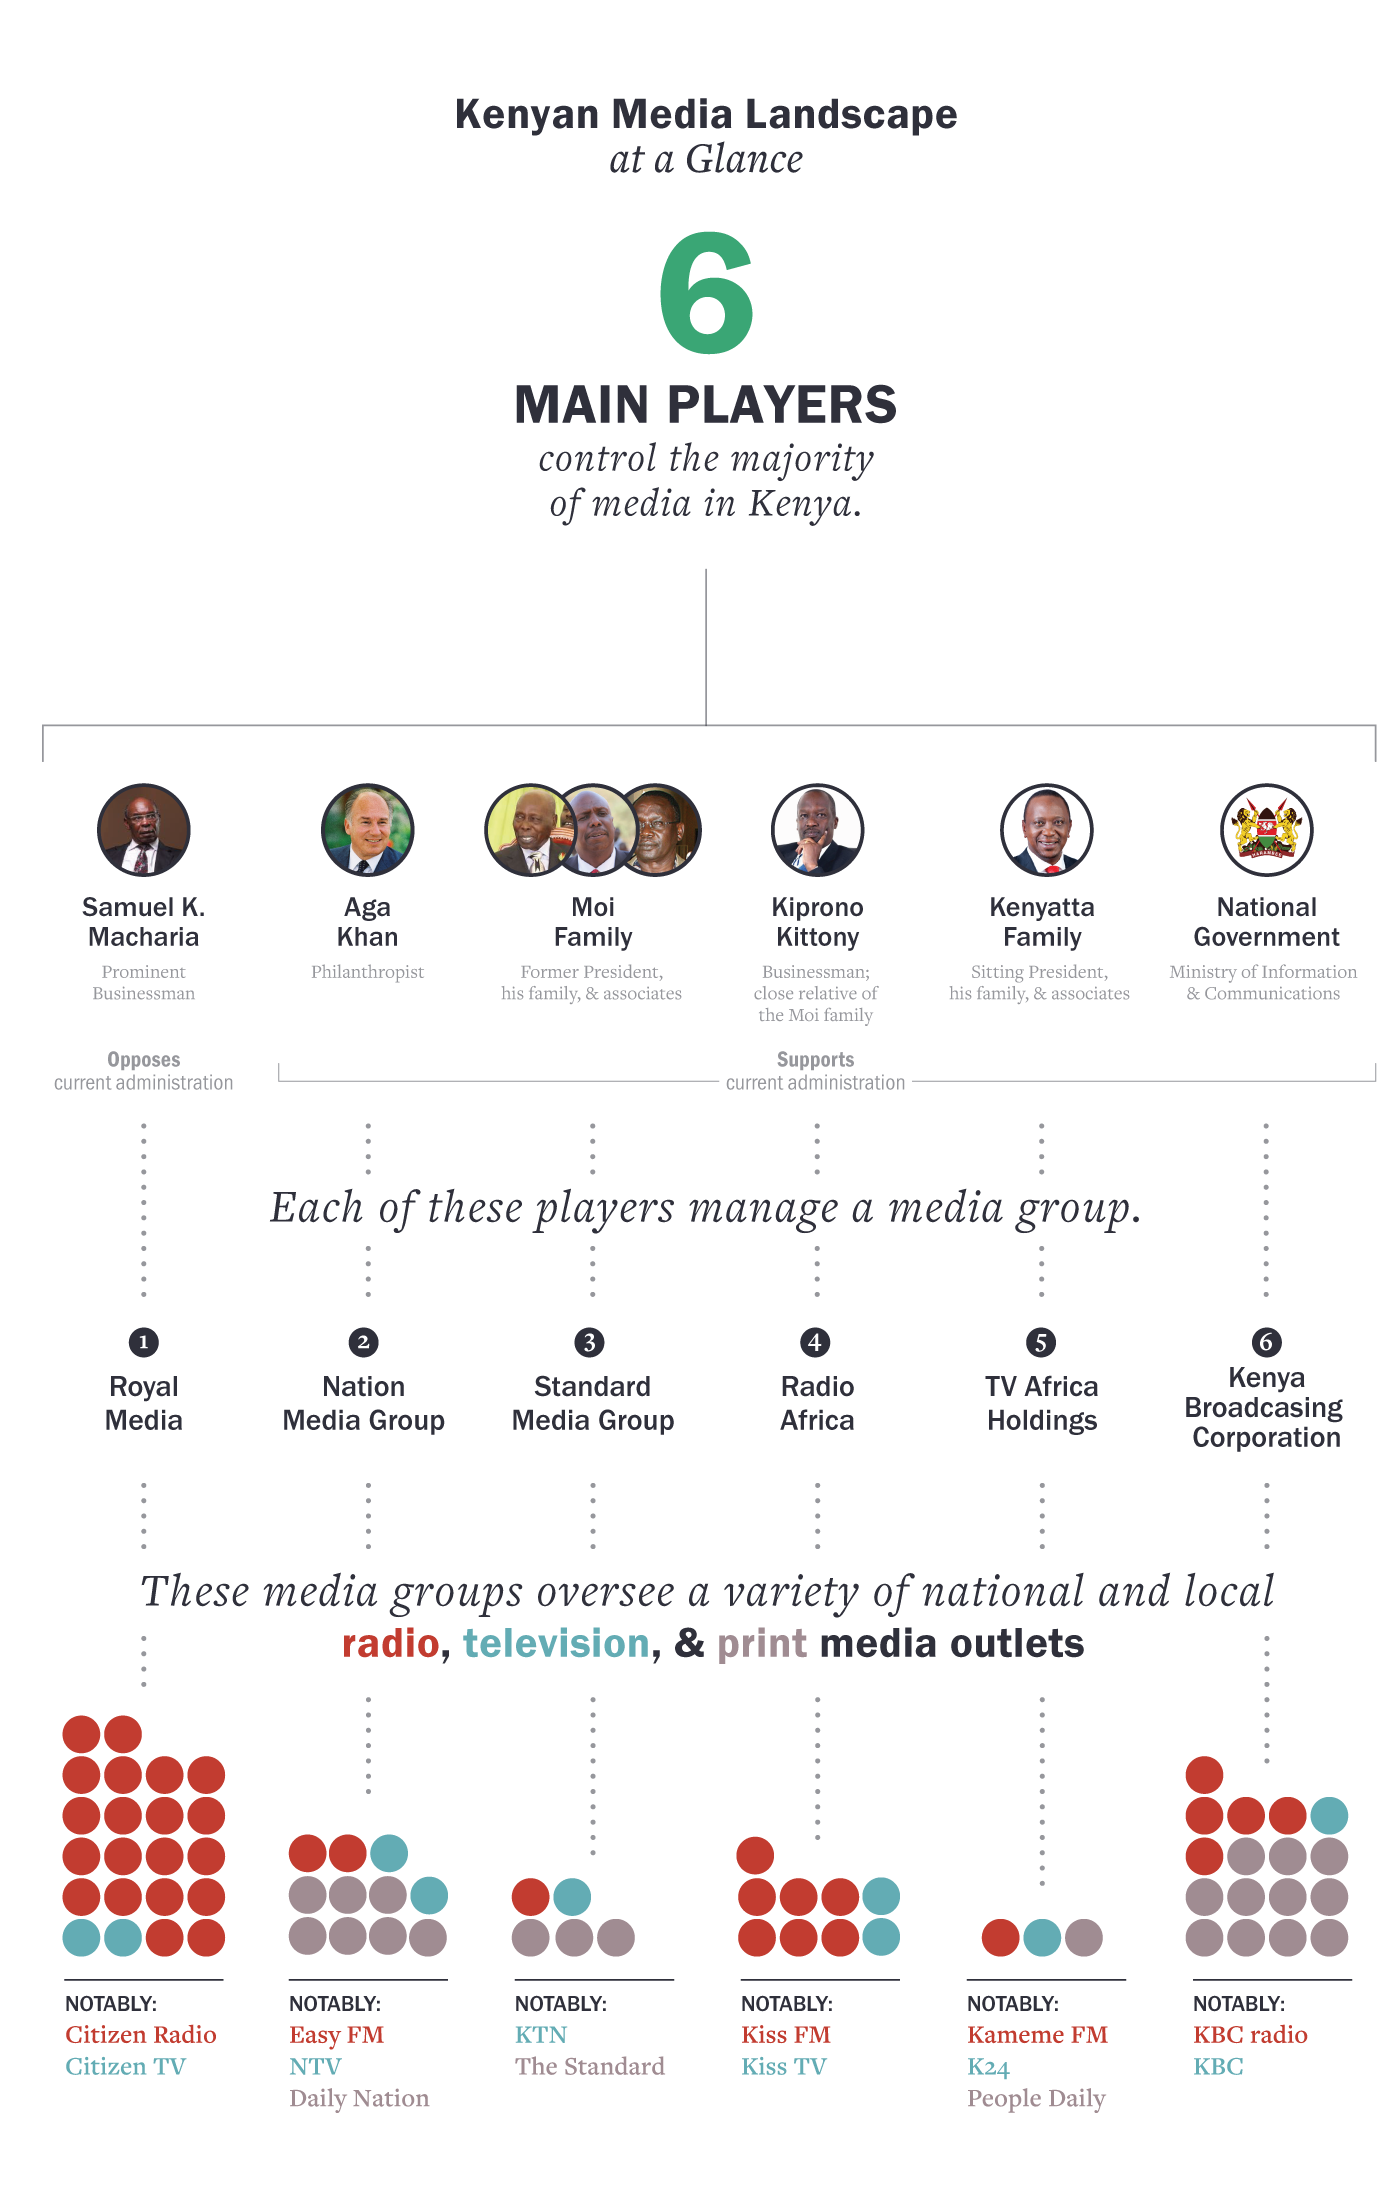 Kenyan Media Landscape
at a Glance
6
MAIN PLAYERS
control the majority
of media in Kenya.
Samuel K.
Macharia
Prominent
Businessman
Aga
Khan
Philanthropist
Moi
Family
Former President,
his family, & associates
Kiprono
Kittony
Businessman;
close relative of
the Moi family
Kenyatta
Family
Sitting President,
his family, & associates
National
Government
Ministry of Information
& Communications
Opposes
current administration
Supports
current administration
Each of these players manage a media group.
1
Royal
Media
2
Nation
Media Group
3
Standard
Media Group
4
Radio
Africa
5
TV Africa
Holdings
6
Kenya
Broadcasing
Corporation
These media groups oversee a variety of national and local
radio, television, & print media outlets
NOTABLY:
Citizen Radio
Citizen TV
NOTABLY:
Easy FM
NTV
Daily Nation
NOTABLY:
KTN
The Standard
NOTABLY:
Kiss FM
Kiss TV
NOTABLY:
Kameme FM
K24
People Daily
NOTABLY:
KBC radio
KBC